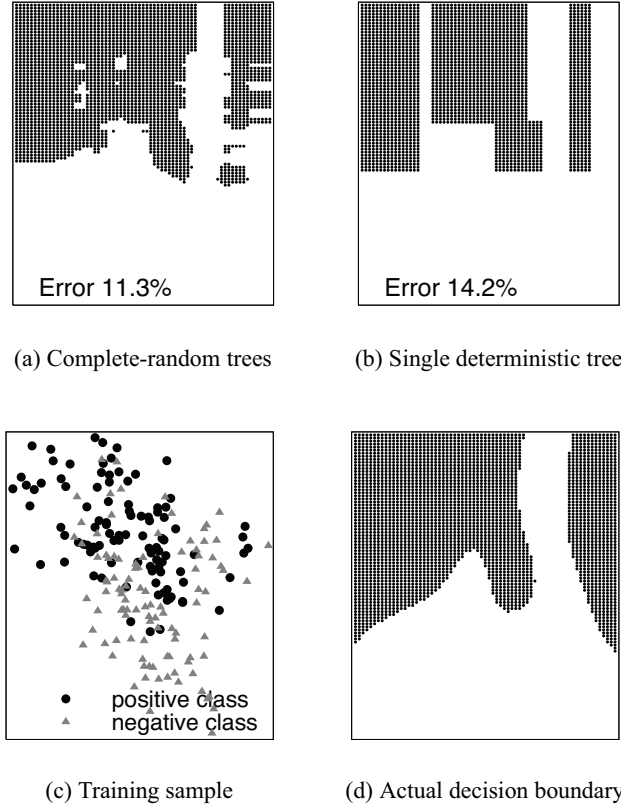 Error 11.3%
Error 14.2%
(a) Complete-random trees
(b) Single deterministic tree
positive class
negative class
(c) Training sample
(d) Actual decision boundary